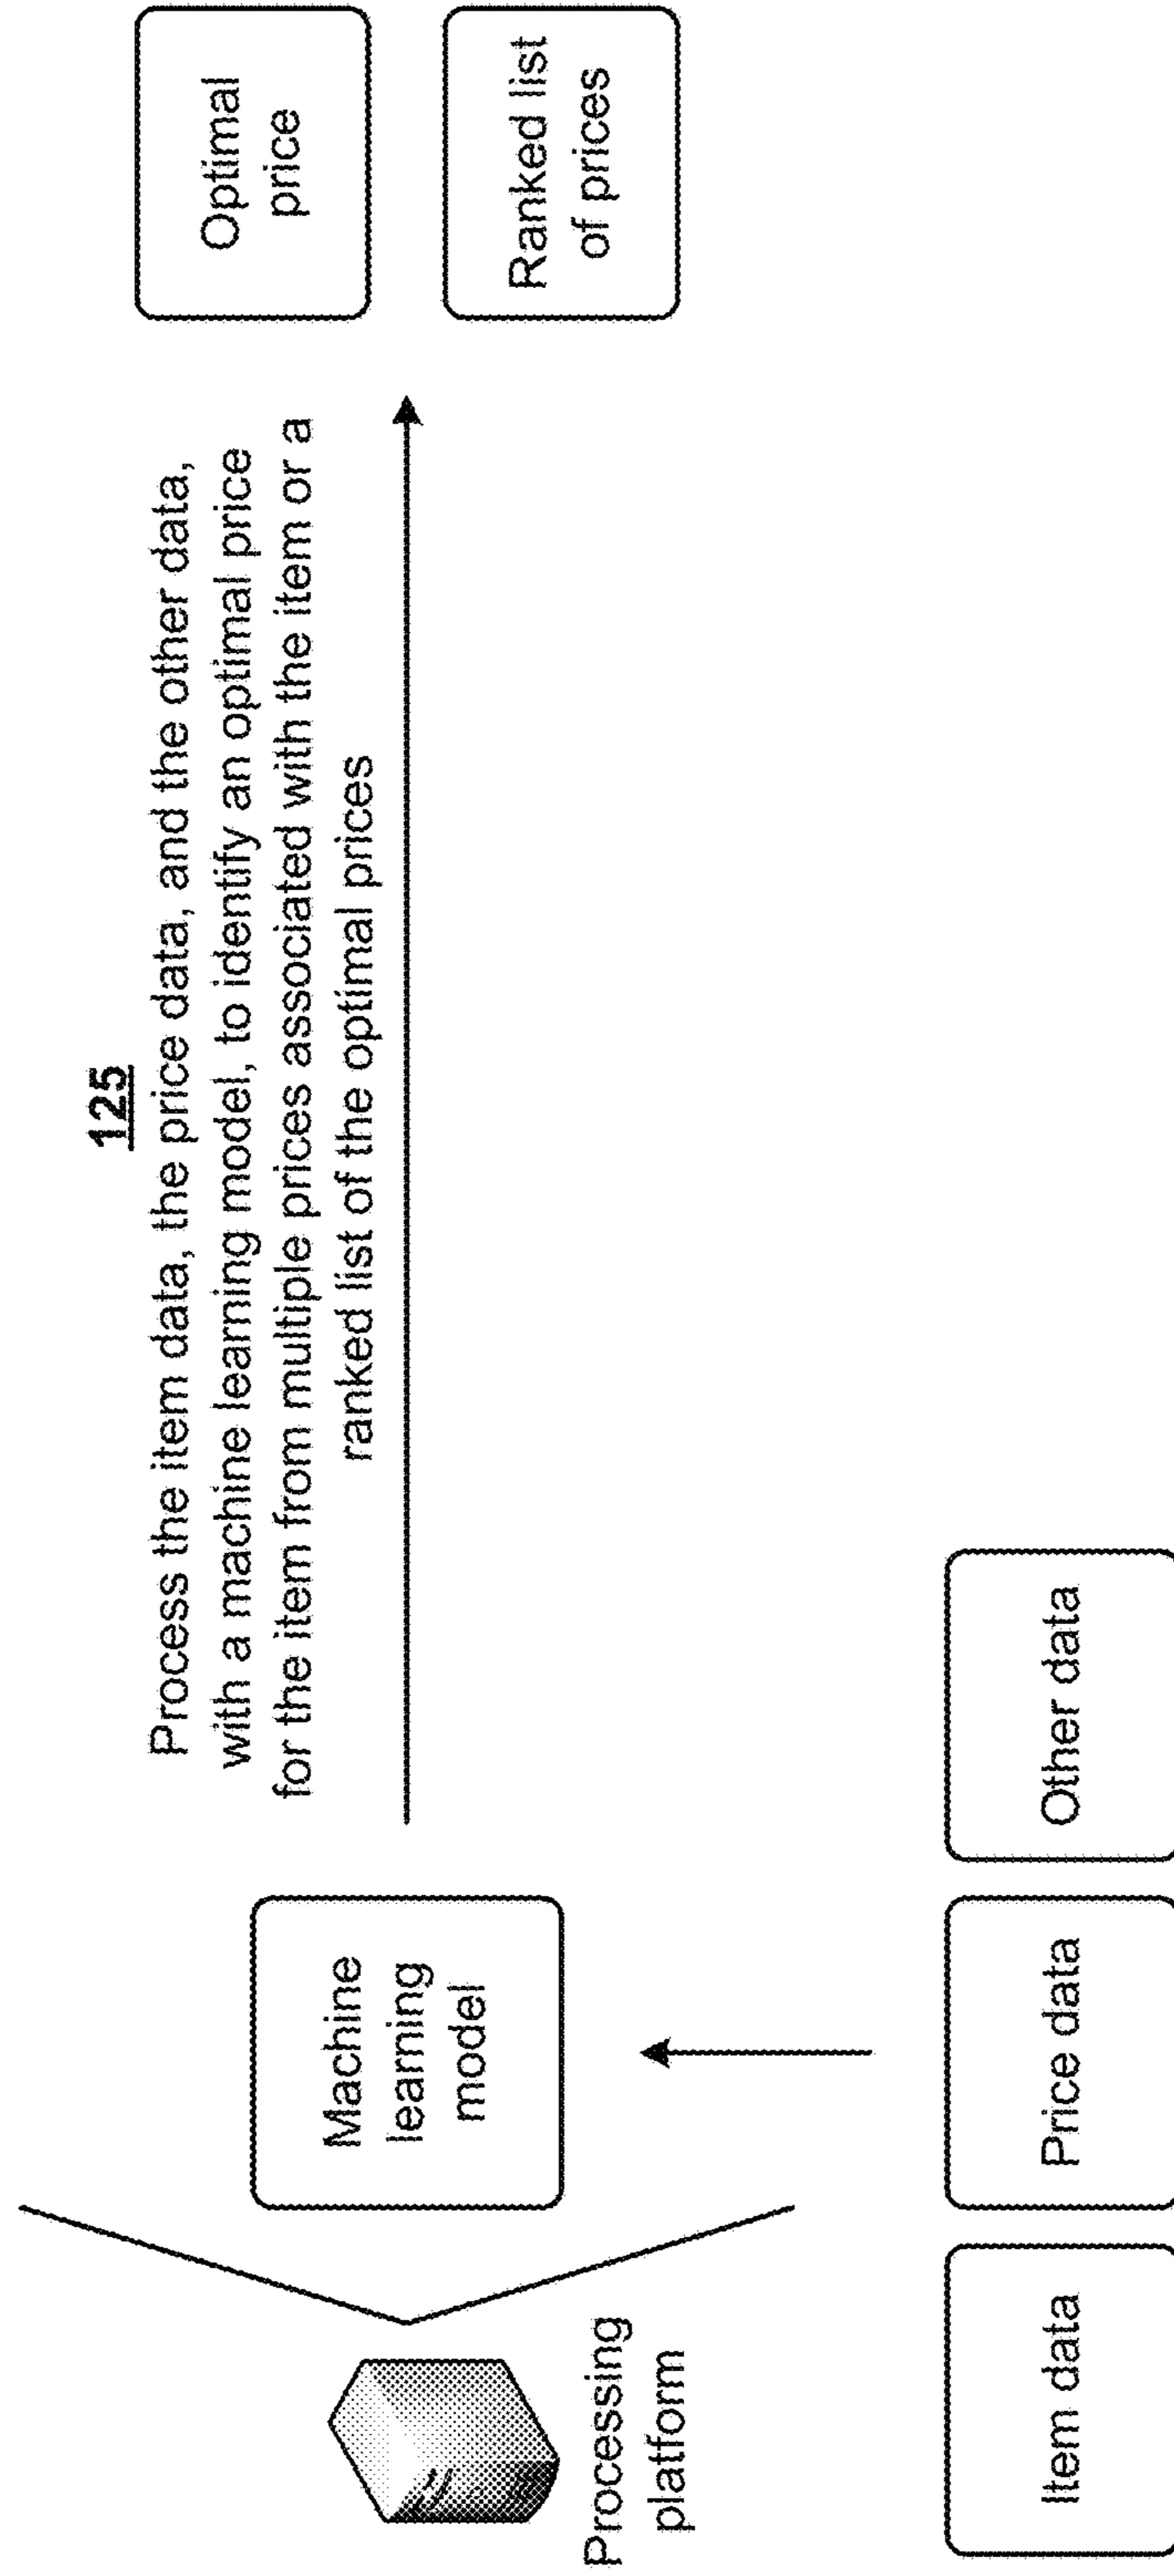 125
Process the item data, the price data, and the other data,
with a machine learning model, to identify an optimal price
for the item from multiple prices associated with the item or a
ranked list of the optimal prices
Optimal
price
Ranked list
of prices
Machine
learning
model
Processing
platform
Item data
Price data
Other data